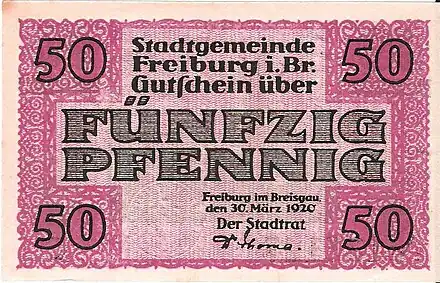 50 50
Stadtgemeinde
Freiburg i. Br.
Gutſchein über
FÜNFZIG
PFENNIG
Freiburg im Breisgau
den 30. März 1920
Der Stadtrat
50 50